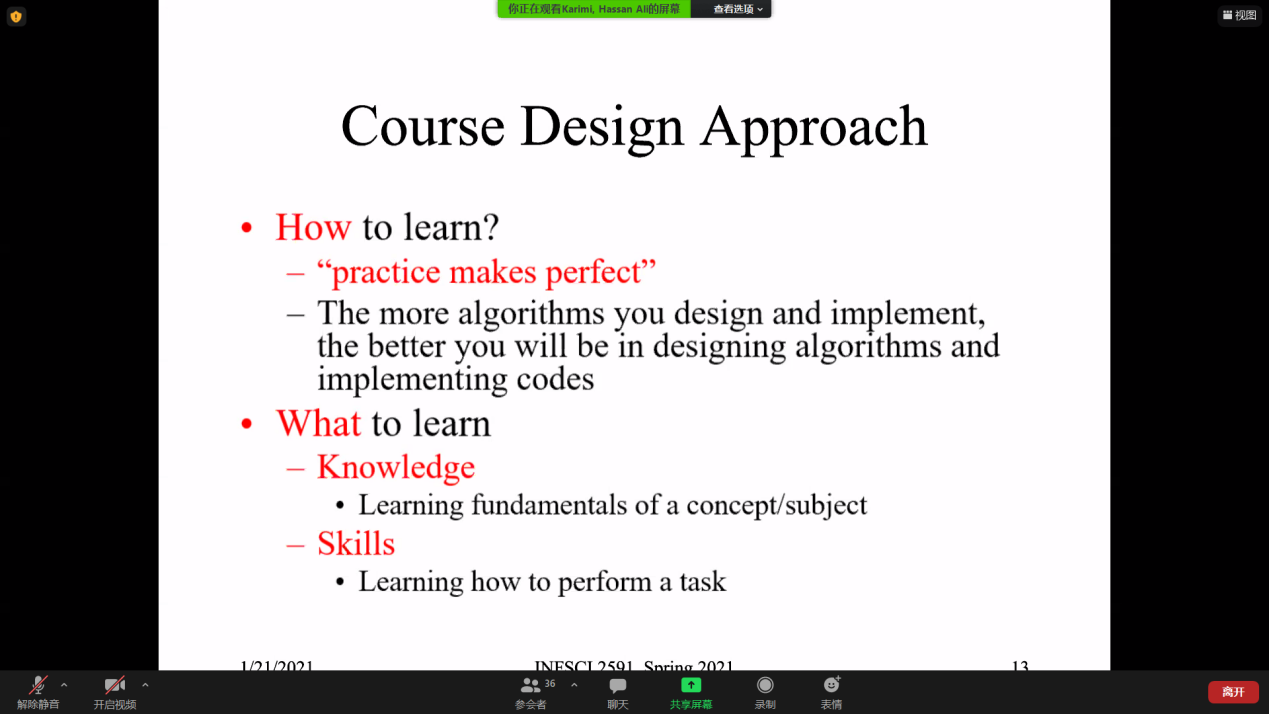 你正在观看Karimi, Hassan Ali的屏幕
查看选项
视图
Course Design Approach
• How to learn?
– “practice makes perfect”
– The more algorithms you design and implement,
the better you will be in designing algorithms and
implementing codes
• What to learn
– Knowledge
• Learning fundamentals of a concept/subject
– Skills
• Learning how to perform a task
1/21/2021 INFSCI 2591, Spring 2021 13
解除静音
开启视频
36
参会者
聊天
共享屏幕
录制
表情
离开